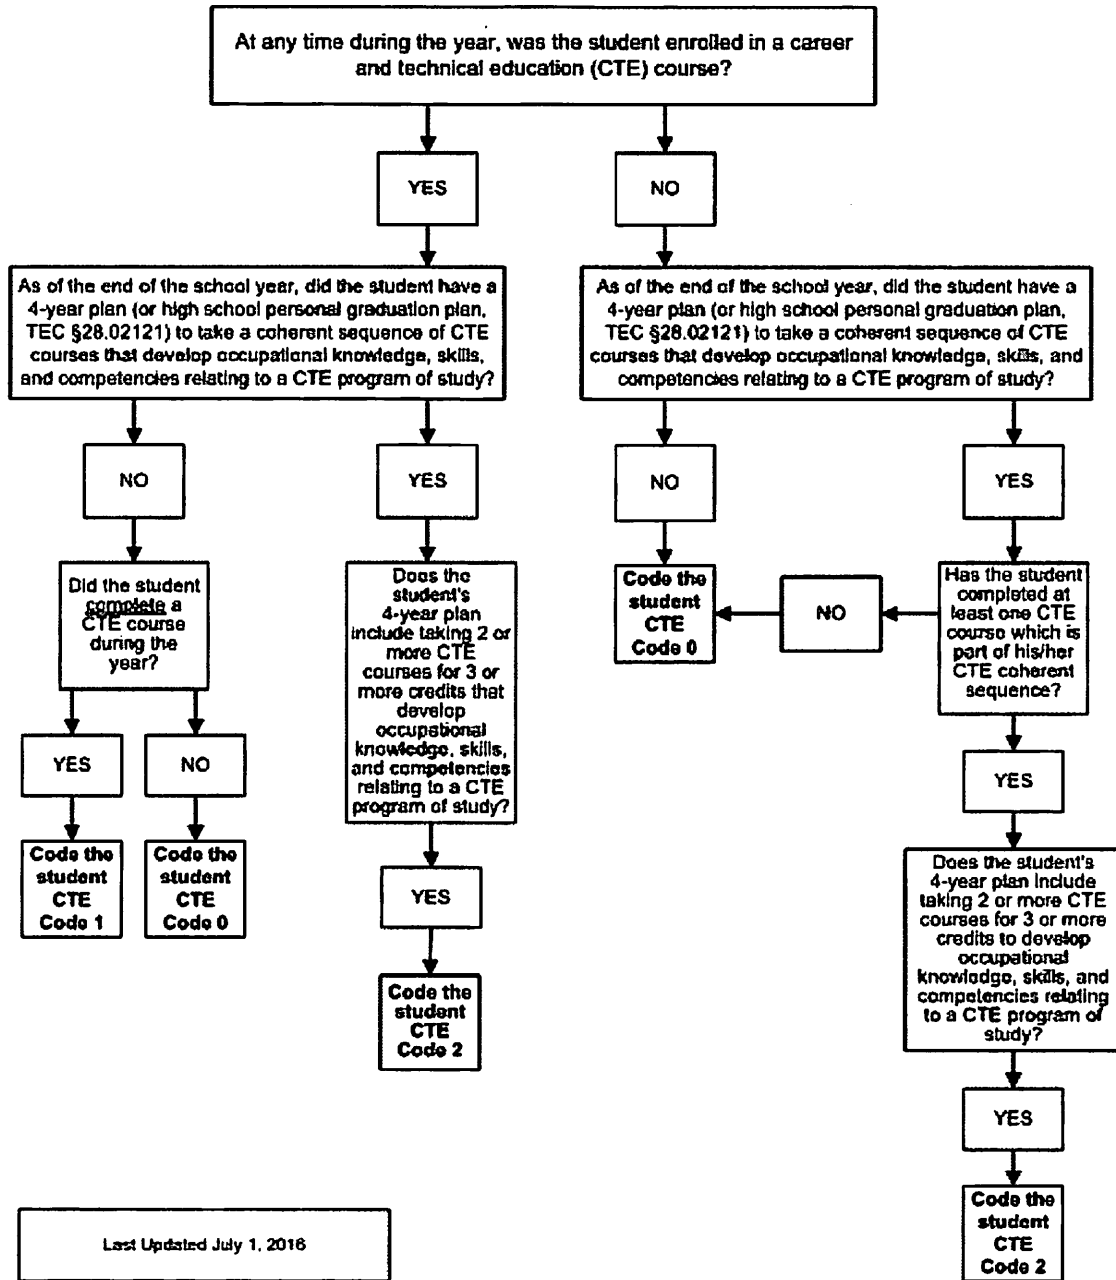 At any time during the year, was the student enrolled in a career
and technical education (CTE) course?
YES
NO
As of the end of the school year, did the student have a
4-year plan (or high school personal graduation plan,
TEC §28.02121) to take a coherent sequence of CTE
courses that develop occupational knowledge, skills,
and competencies relating to a CTE program of study?
As of the end of the school year, did the student have a
4-year plan (or high school personal graduation plan,
TEC §28.02121) to take a coherent sequence of CTE
courses that develop occupational knowledge, skills, and
competencies relating to a CTE program of study?
NO
YES
NO
YES
Did the student
complete a
CTE course
during the
year?
Does the
student's
4-year plan
include taking 2 or
more CTE
courses for 3 or
more credits that
develop
occupational
knowledge, skills,
and competencies
relating to a CTE
program of study?
Code the
student
CTE
Code 0
NO
Has the student
completed at
least one CTE
course which is
part of his/her
CTE coherent
sequence?
YES
NO
YES
Code the
student
CTE
Code 1
Code the
student
CTE
Code 0
YES
Does the student's
4-year plan include
taking 2 or more CTE
courses for 3 or more
credits to develop
occupational
knowledge, skills, and
competencies relating
to a CTE program of
study?
Code the
student
CTE
Code 2
YES
Code the
student
CTE
Code 2
Last Updated July 1, 2016